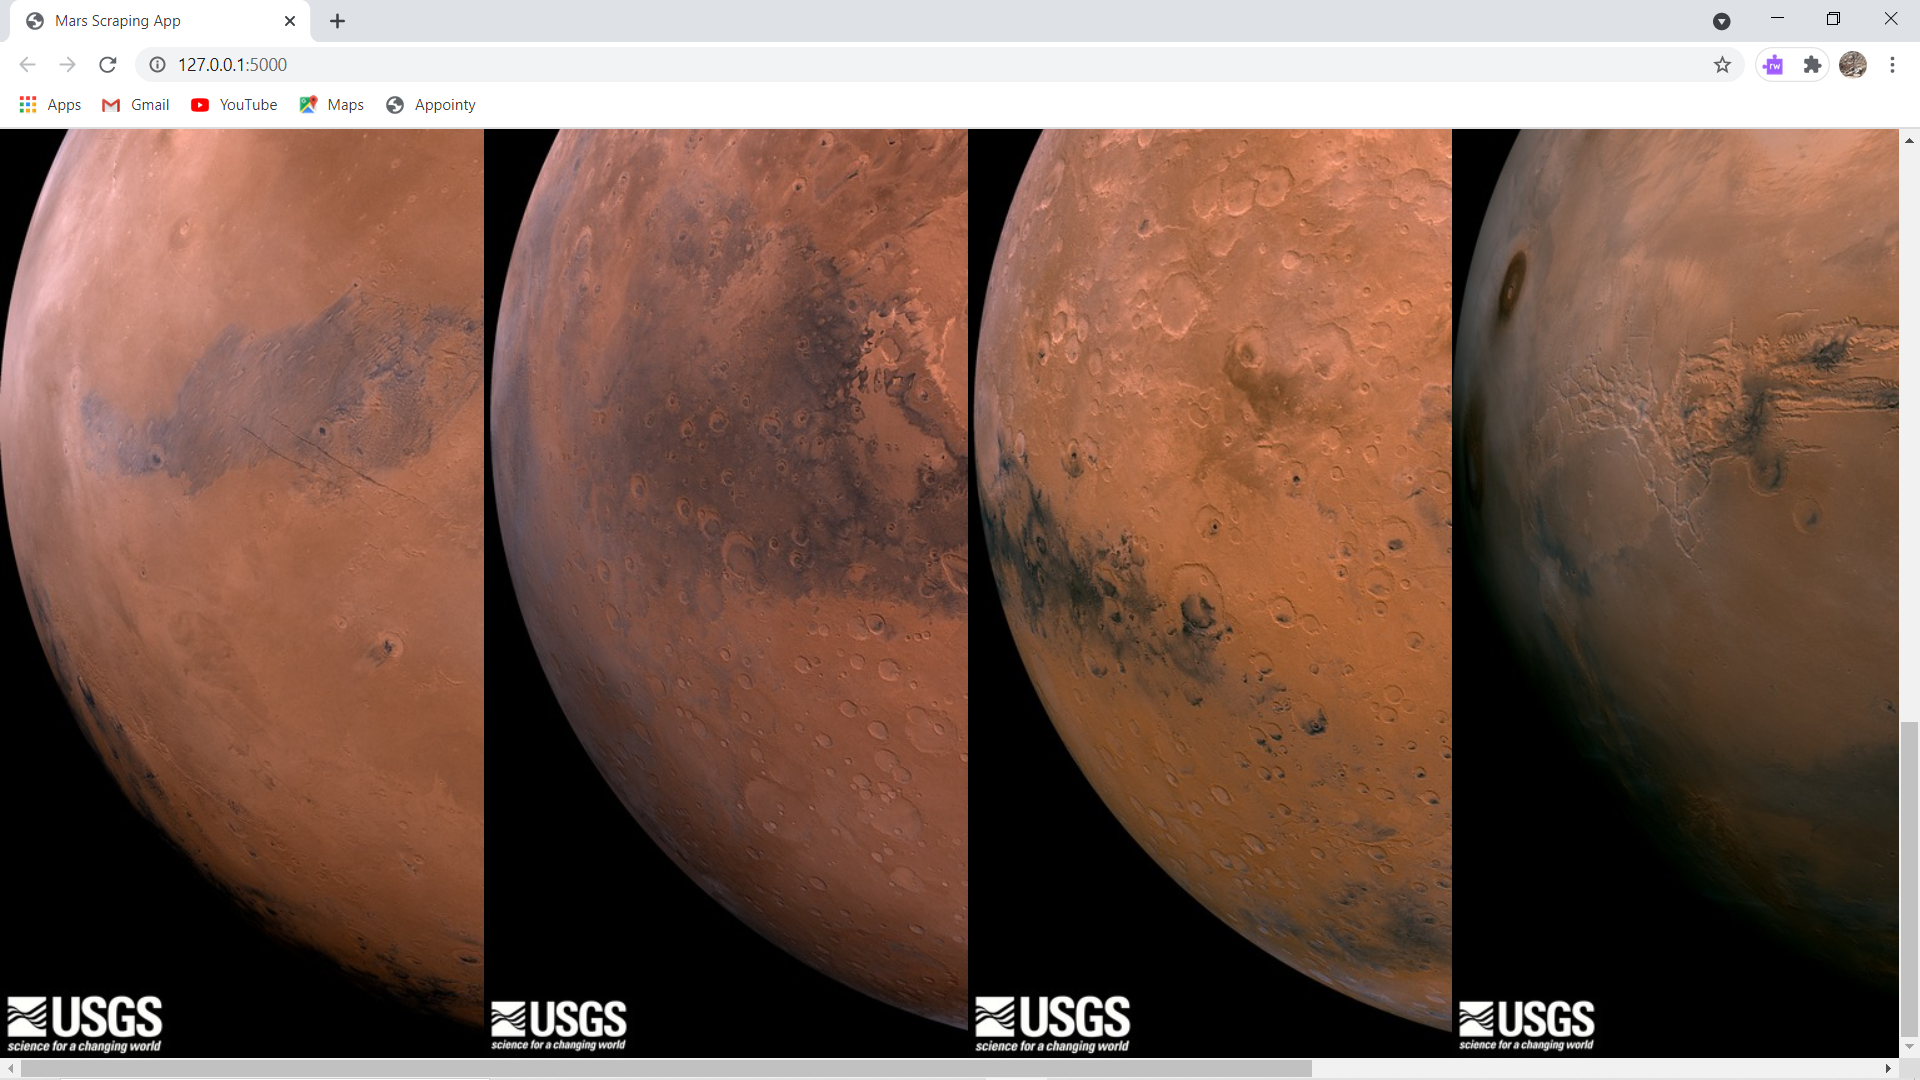 Mars Scraping App
127.0.0.1:5000
rw
Apps
Gmail
YouTube
Maps
Appointy
USGS
science for a changing world
USGS
science for a changing world
USGS
science for a changing world
USGS
science for a changing world